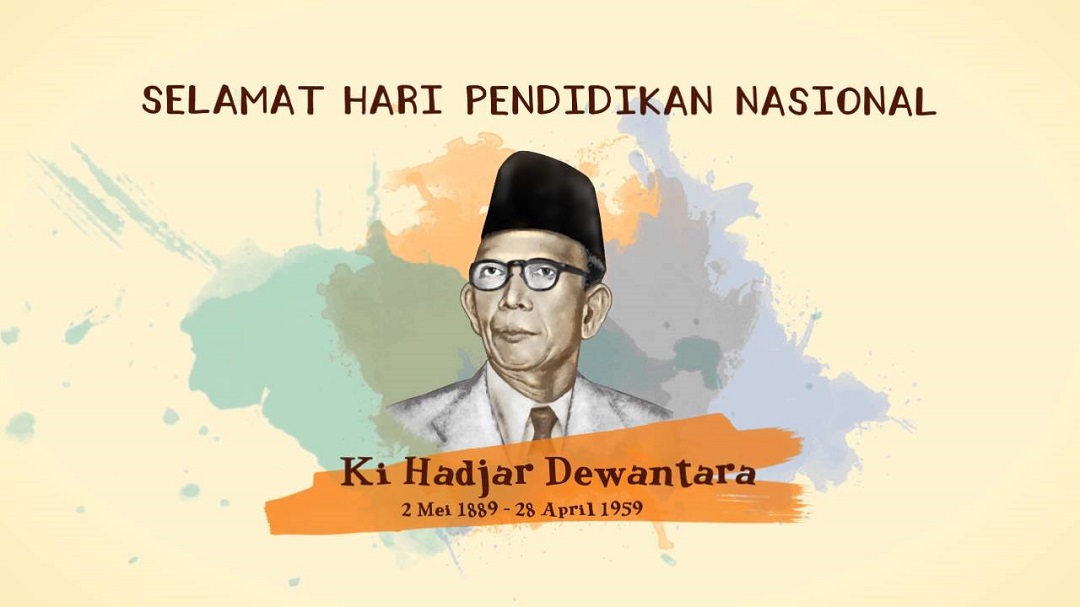 SELAMAT HARI PENDIDIKAN NASIONAL
Ki Hadjar Dewantara
2 Mei 1889 - 28 April 1959